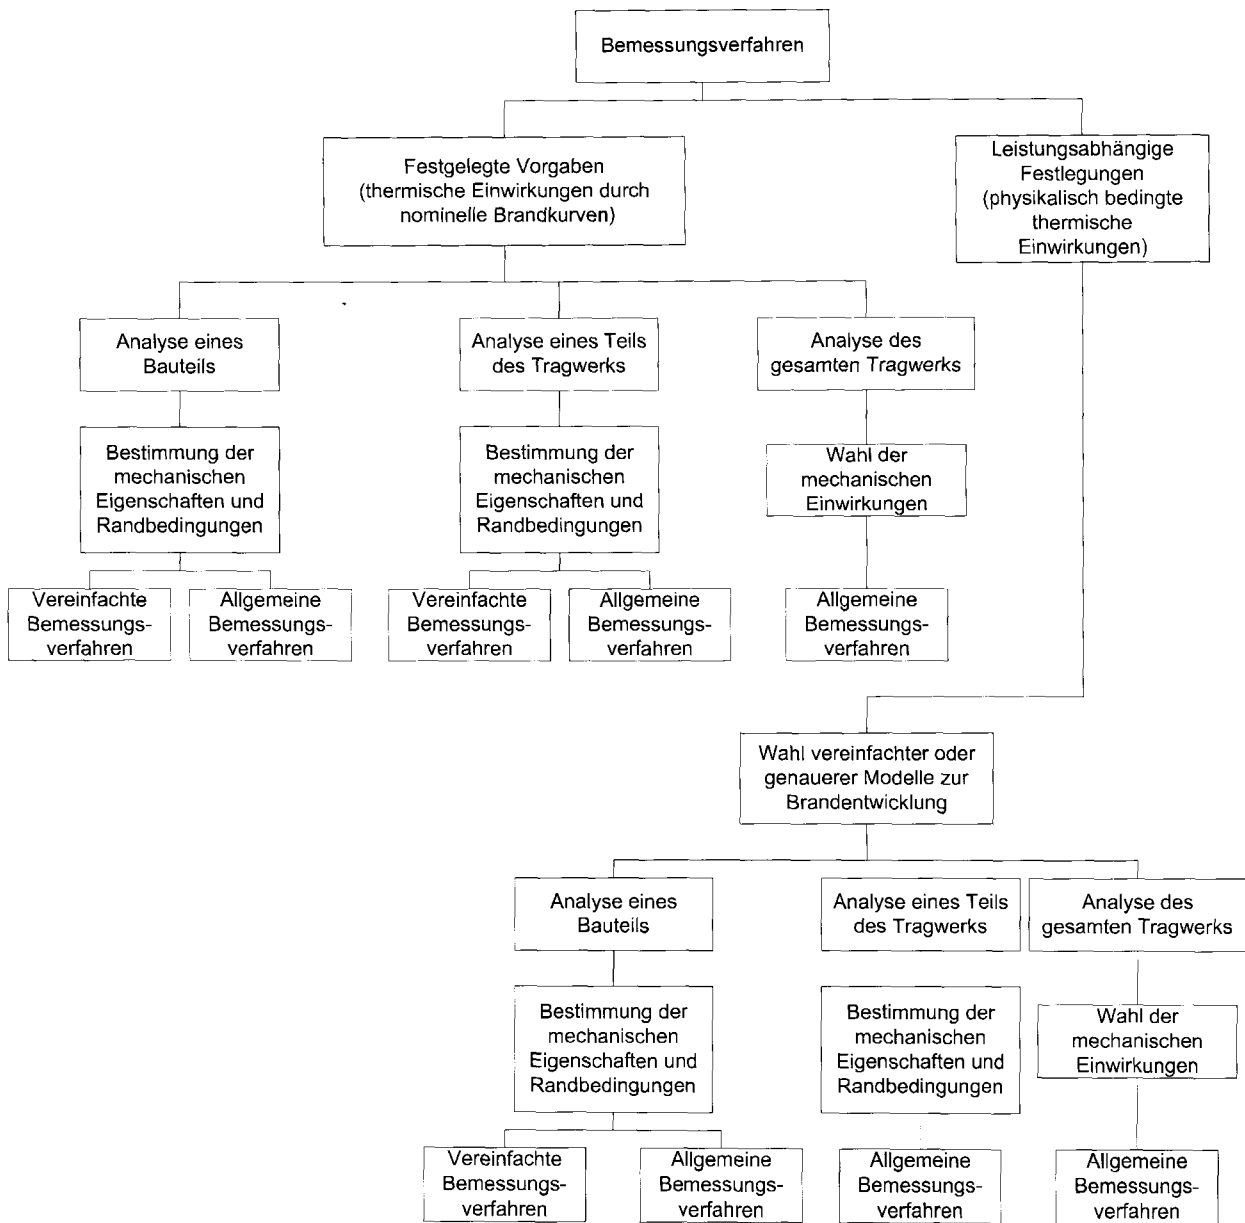 Bemessungsverfahren
Festgelegte Vorgaben
(thermische Einwirkungen durch
nominelle Brandkurven)
Leistungsabhängige
Festlegungen
(physikalisch bedingte
thermische
Einwirkungen)
Analyse eines
Bauteils
Analyse eines Teils
des Tragwerks
Analyse des
gesamten Tragwerks
Bestimmung der
mechanischen
Eigenschaften und
Randbedingungen
Bestimmung der
mechanischen
Eigenschaften und
Randbedingungen
Wahl der
mechanischen
Einwirkungen
Vereinfachte
Bemessungs-
verfahren
Allgemeine
Bemessungs-
verfahren
Vereinfachte
Bemessungs-
verfahren
Allgemeine
Bemessungs-
verfahren
Allgemeine
Bemessungs-
verfahren
Wahl vereinfachter oder
genauerer Modelle zur
Brandentwicklung
Analyse eines
Bauteils
Analyse eines Teils
des Tragwerks
Analyse des
gesamten Tragwerks
Bestimmung der
mechanischen
Eigenschaften und
Randbedingungen
Bestimmung der
mechanischen
Eigenschaften und
Randbedingungen
Wahl der
mechanischen
Einwirkungen
Vereinfachte
Bemessungs-
verfahren
Allgemeine
Bemessungs-
verfahren
Allgemeine
Bemessungs-
verfahren
Allgemeine
Bemessungs-
verfahren